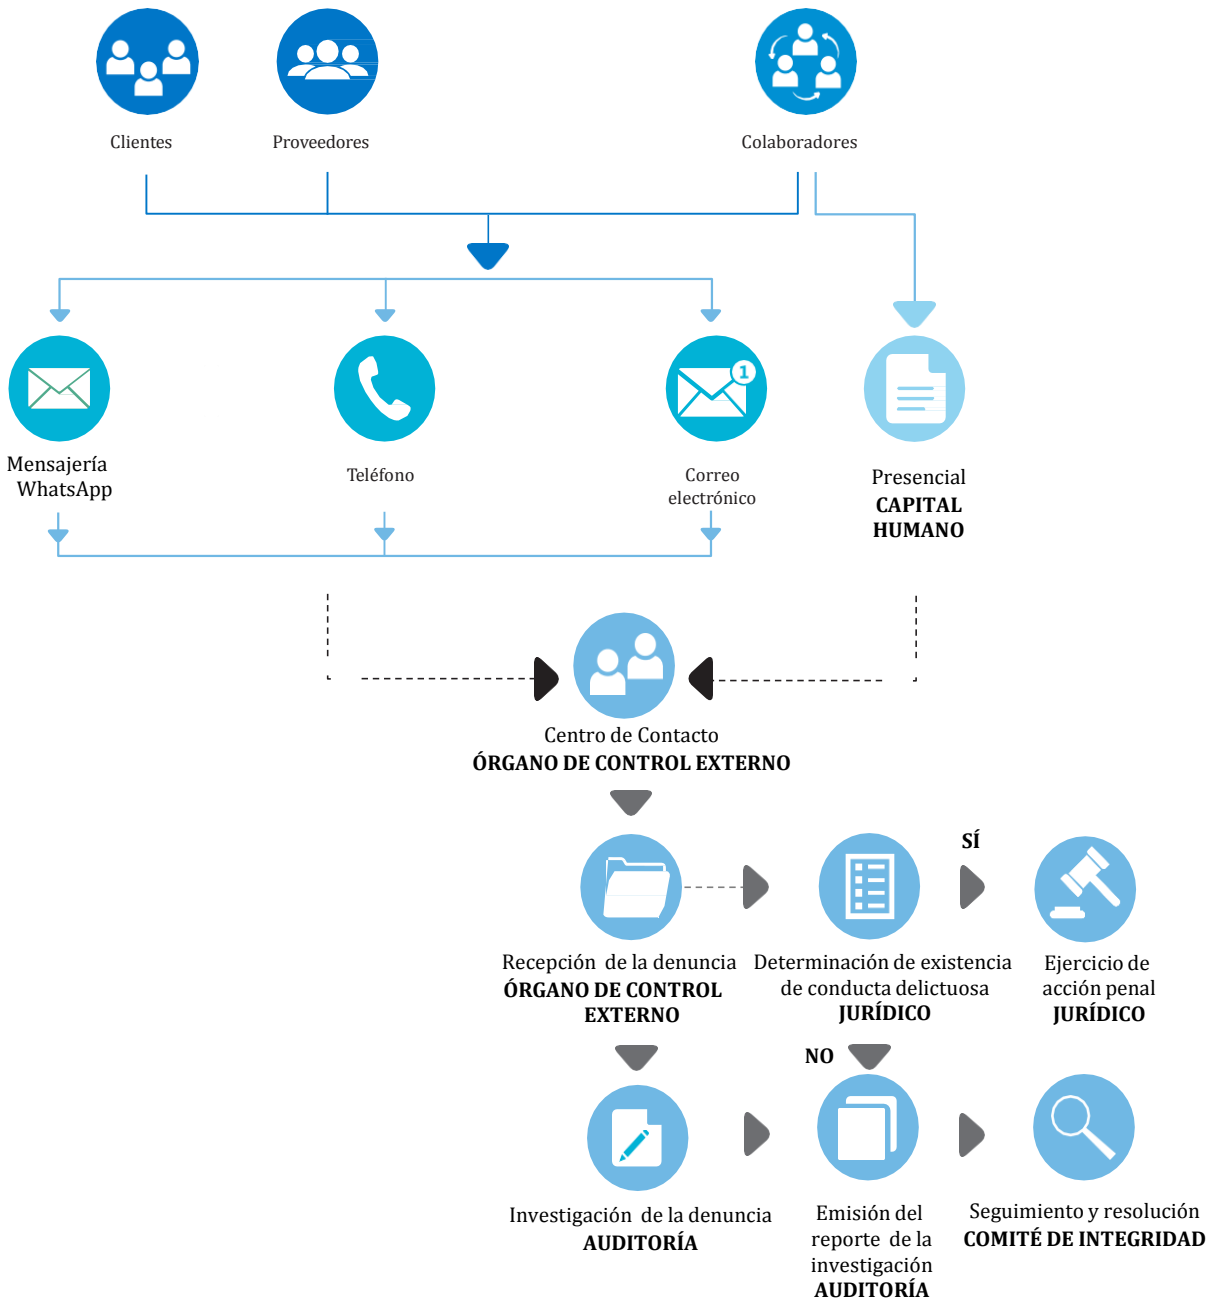 Clientes
Proveedores
Colaboradores
1
Mensajería
WhatsApp
Teléfono
Correo
electrónico
Presencial
CAPITAL
HUMANO
Centro de Contacto
ÓRGANO DE CONTROL EXTERNO
SÍ
Recepción de la denuncia
ÓRGANO DE CONTROL
EXTERNO
Determinación de existencia
de conducta delictuosa
JURÍDICO
Ejercicio de
acción penal
JURÍDICO
NO
Investigación de la denuncia
AUDITORÍA
Emisión del
reporte de la
investigación
AUDITORÍA
Seguimiento y resolución
COMITÉ DE INTEGRIDAD